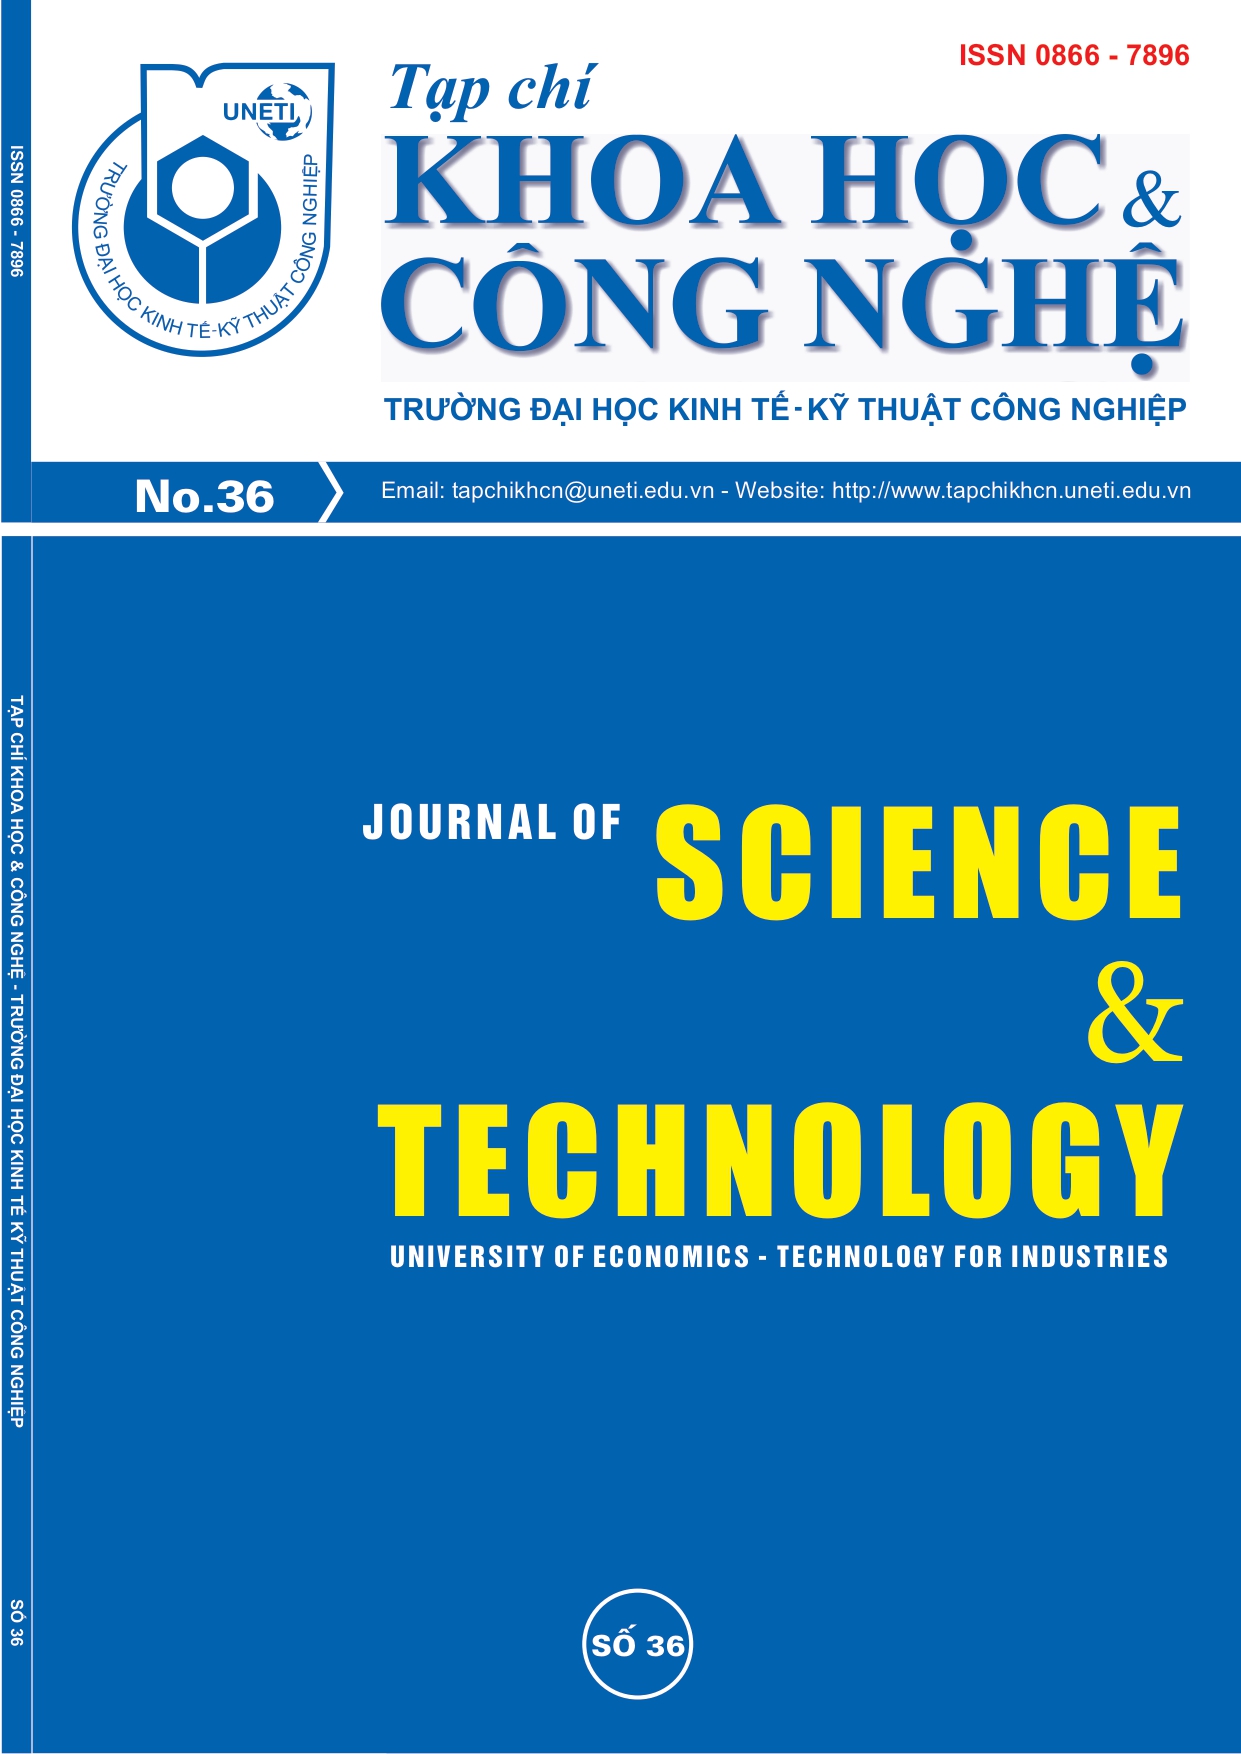 ISSN 0866 - 7896
Tạp chí
KHOA HỌC &
CÔNG NGHỆ
TRƯỜNG ĐẠI HỌC KINH TẾ - KỸ THUẬT CÔNG NGHIỆP
UNETI
TRƯỜNG ĐẠI HỌC KINH TẾ-KỸ THUẬT CÔNG NGHIỆP
No.36
Email: tapchikhcn@uneti.edu.vn - Website: http://www.tapchikhcn.uneti.edu.vn
JOURNAL OF SCIENCE
&
TECHNOLOGY
UNIVERSITY OF ECONOMICS - TECHNOLOGY FOR INDUSTRIES
SỐ 36
ISSN 0866 - 7896
TẠP CHÍ KHOA HỌC & CÔNG NGHỆ - TRƯỜNG ĐẠI HỌC KINH TẾ KỸ THUẬT CÔNG NGHIỆP
SỐ 36